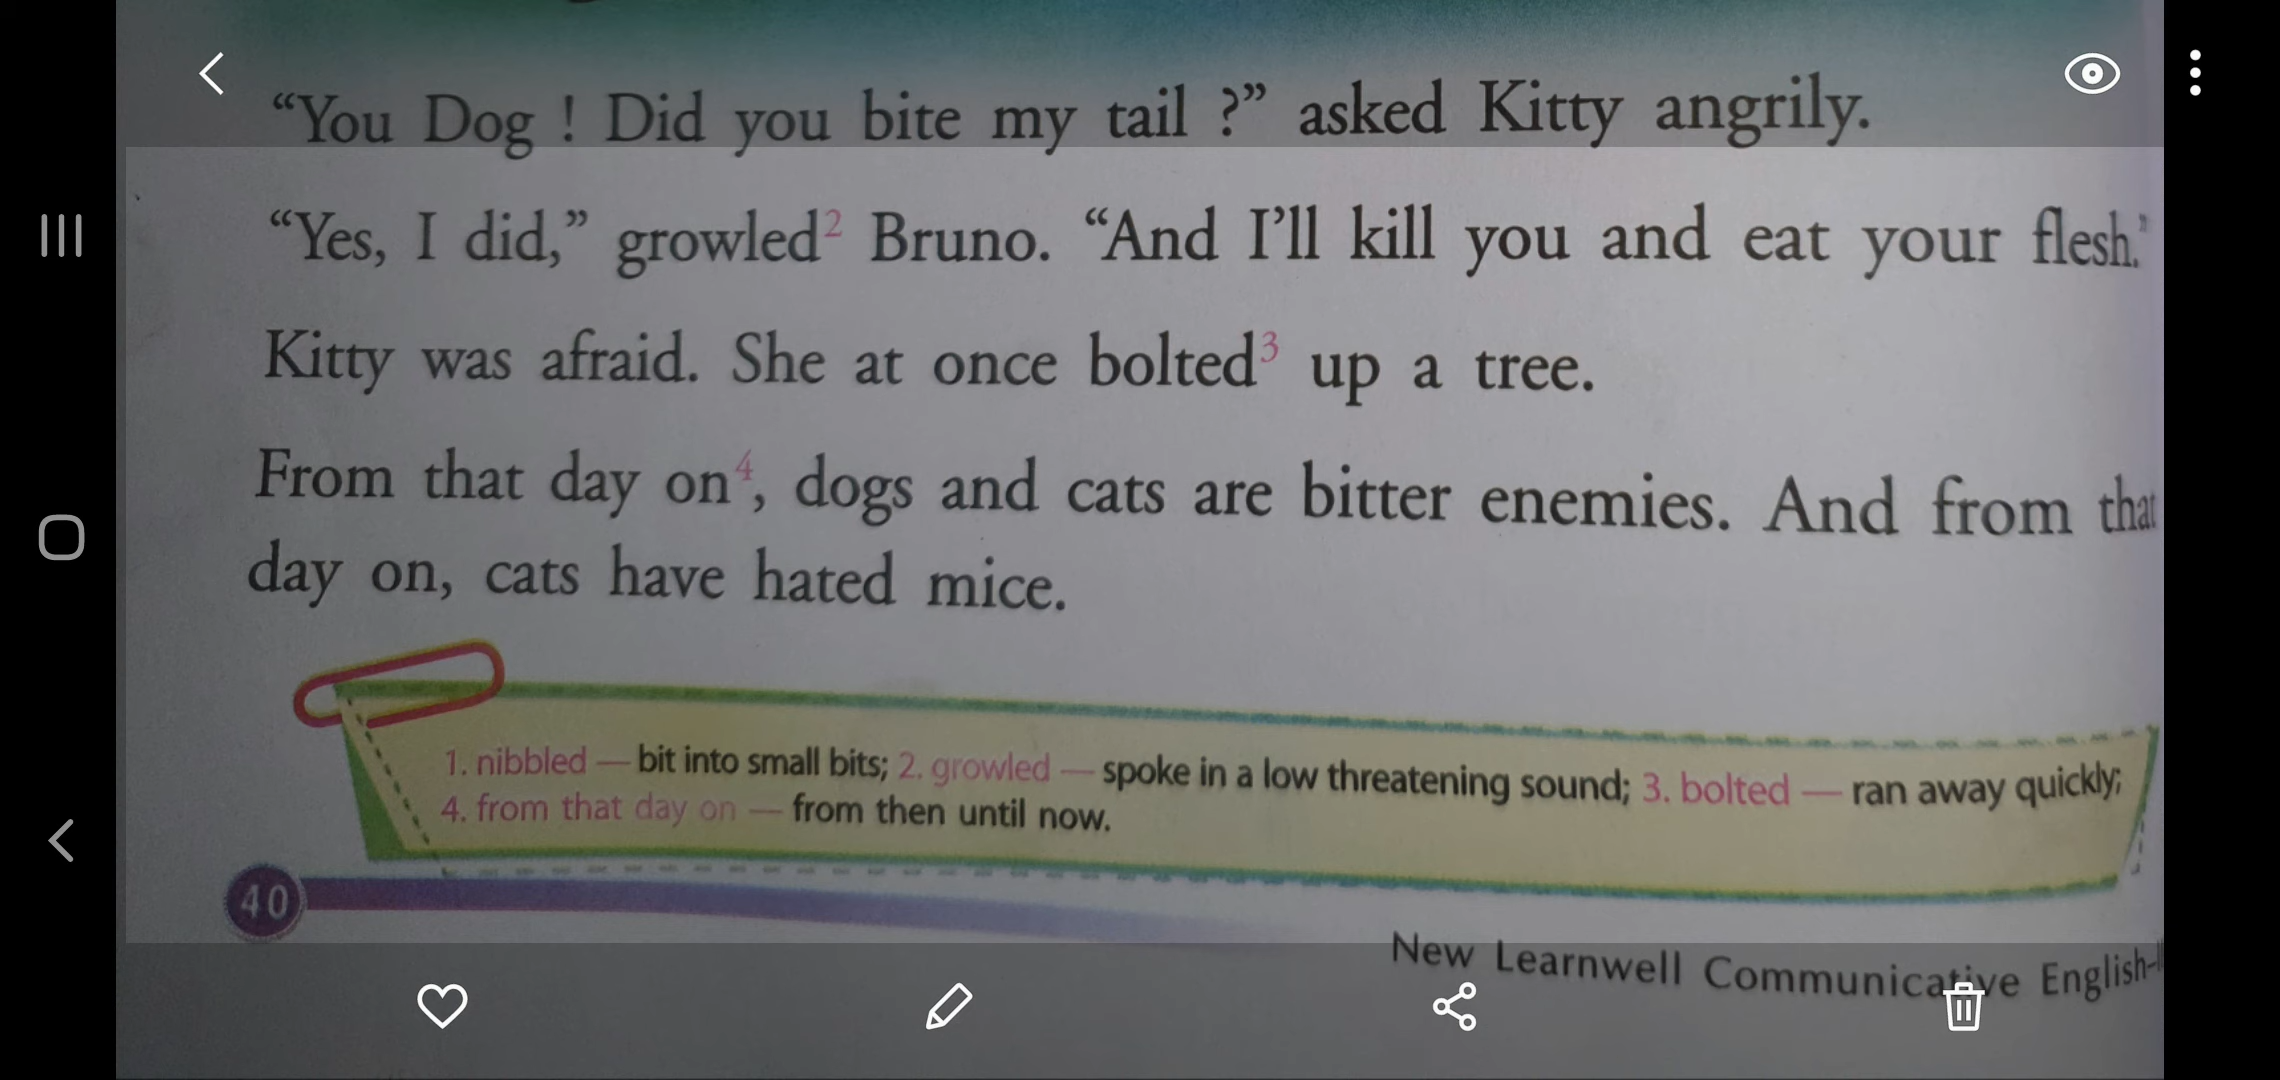 “You Dog ! Did you bite my tail ?” asked Kitty angrily.
“Yes, I did,” growled² Bruno. “And I’ll kill you and eat your flesh.”
Kitty was afraid. She at once bolted³ up a tree.
From that day on⁴, dogs and cats are bitter enemies. And from that
day on, cats have hated mice.
1. nibbled — bit into small bits; 2. growled — spoke in a low threatening sound; 3. bolted — ran away quickly;
4. from that day on — from then until now.
40
New Learnwell Communicative English-